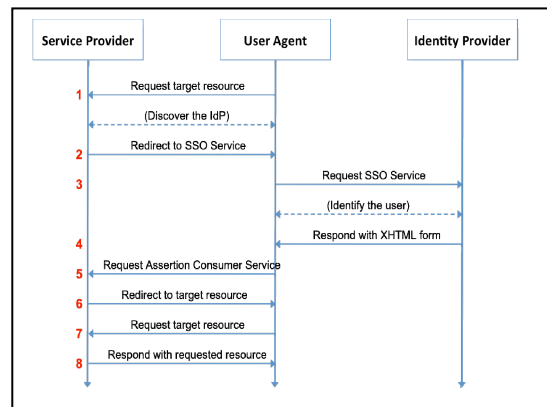 Service Provider
User Agent
Identity Provider
Request target resource
1
(Discover the IdP)
Redirect to SSO Service
2
Request SSO Service
3
(Identify the user)
Respond with XHTML form
4
Request Assertion Consumer Service
5
Redirect to target resource
6
Request target resource
7
Respond with requested resource
8